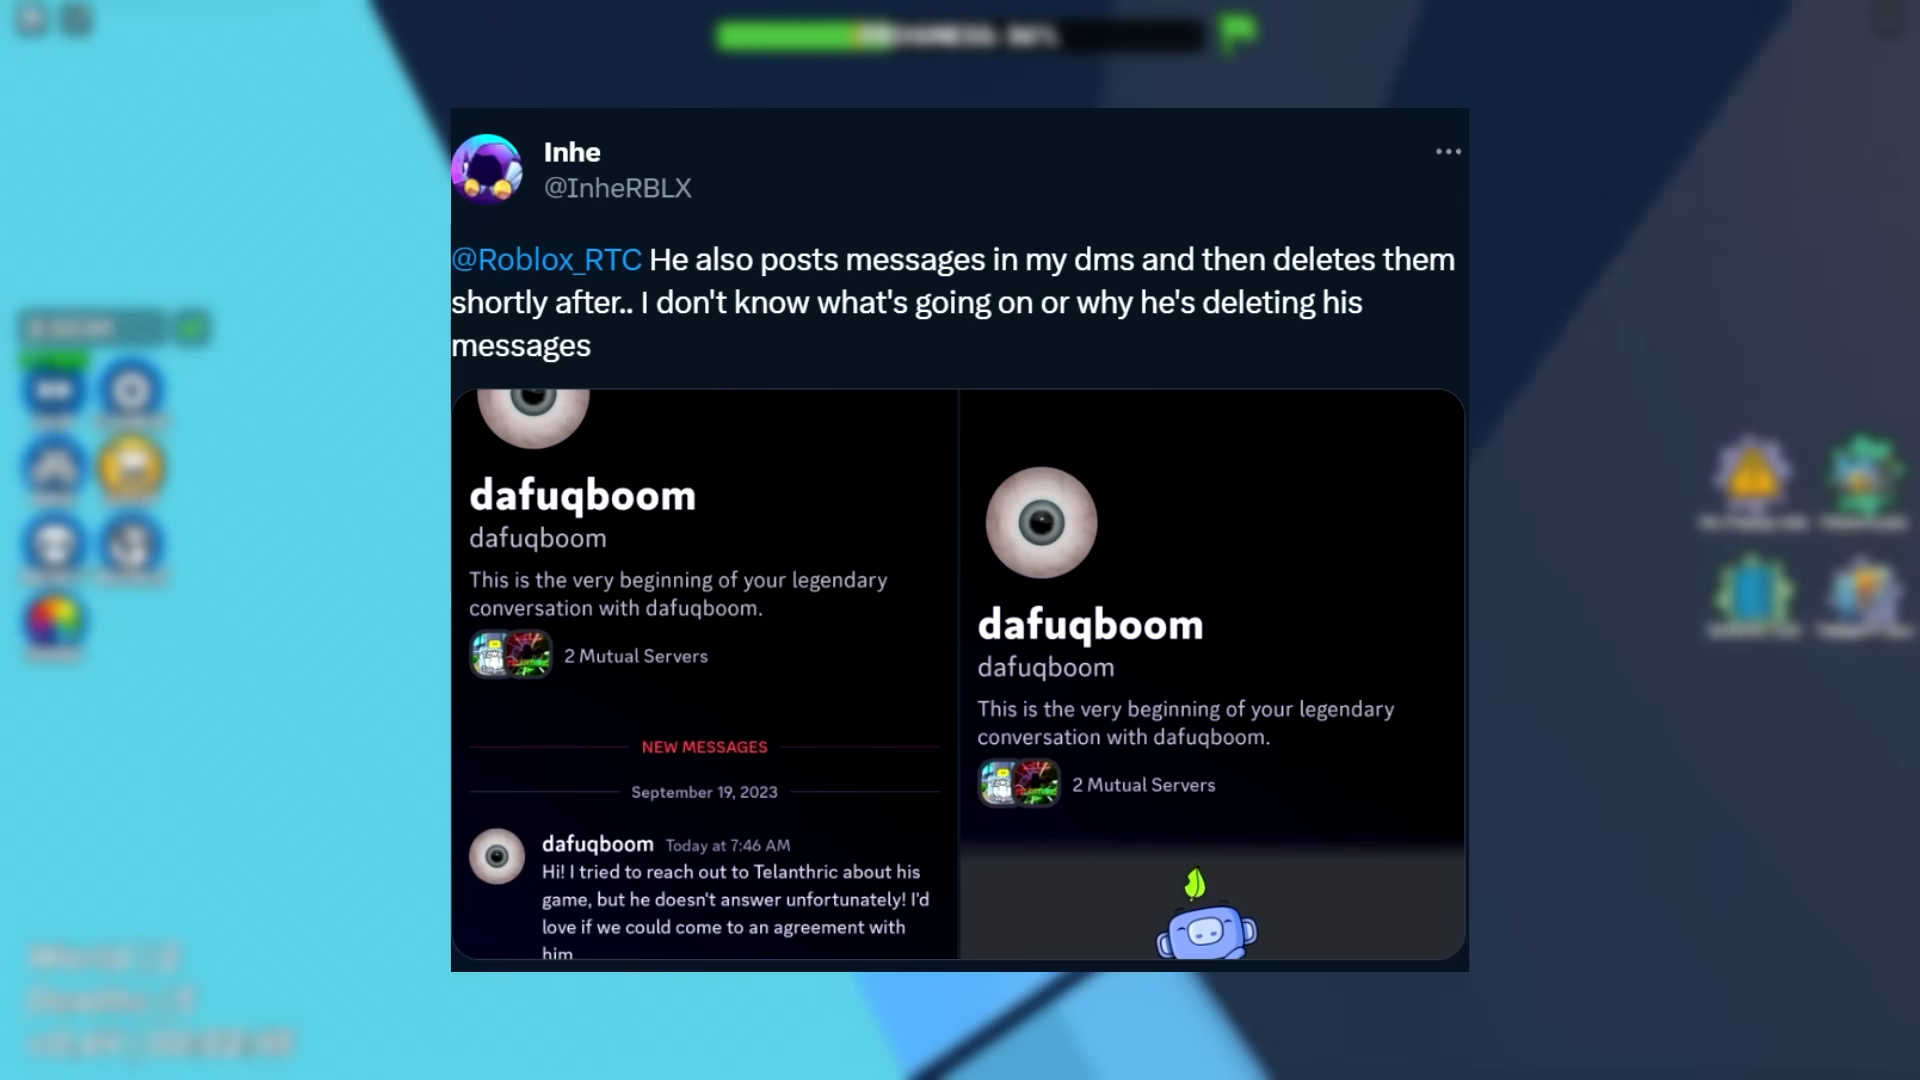 Inhe
@InheRBLX
@Roblox_RTC He also posts messages in my dms and then deletes them
shortly after.. I don't know what's going on or why he's deleting his
messages
dafuqboom
dafuqboom
This is the very beginning of your legendary
conversation with dafuqboom.
2 Mutual Servers
NEW MESSAGES
September 19, 2023
dafuqboom Today at 7:46 AM
Hi! I tried to reach out to Telanthric about his
game, but he doesn't answer unfortunately! I'd
love if we could come to an agreement with
him
dafuqboom
dafuqboom
This is the very beginning of your legendary
conversation with dafuqboom.
2 Mutual Servers